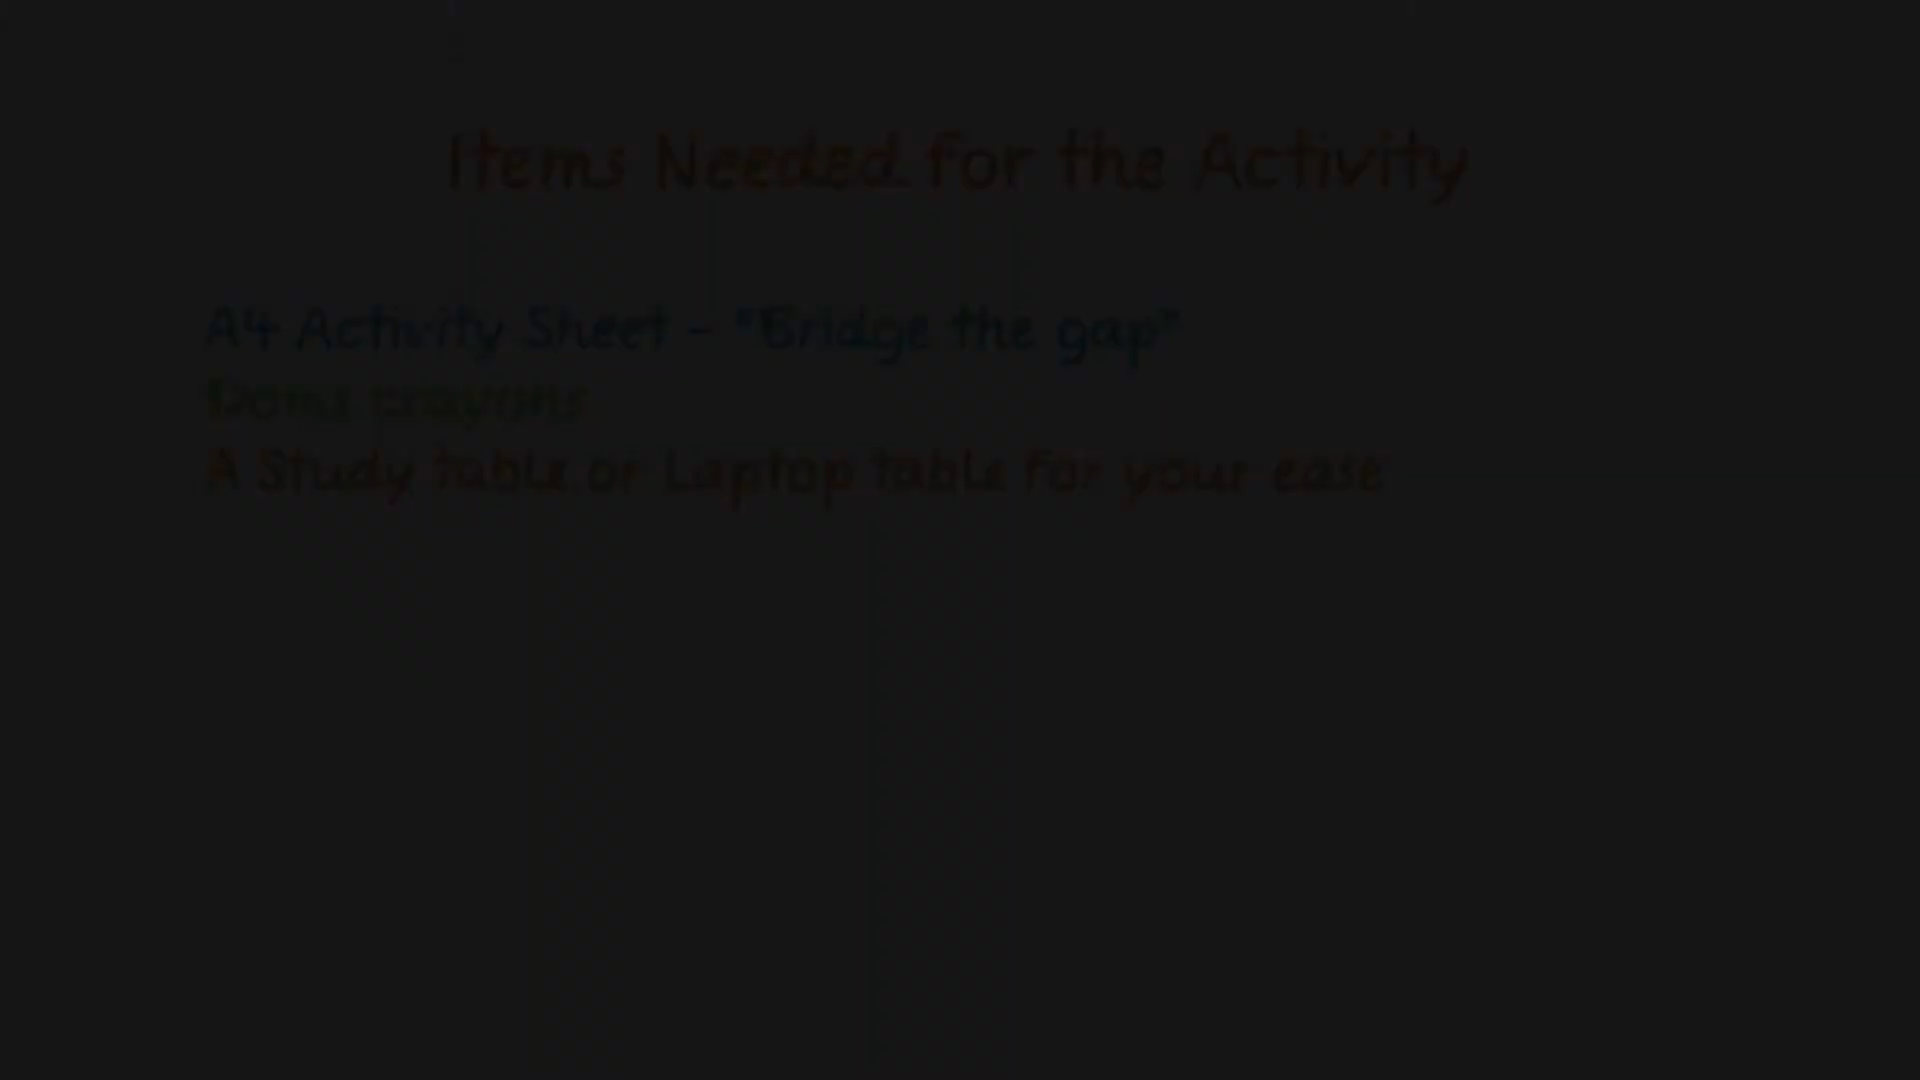 Items Needed for the Activity
A4 Activity Sheet - "Bridge the gap"
Doms crayons
A Study table or Laptop table for your ease